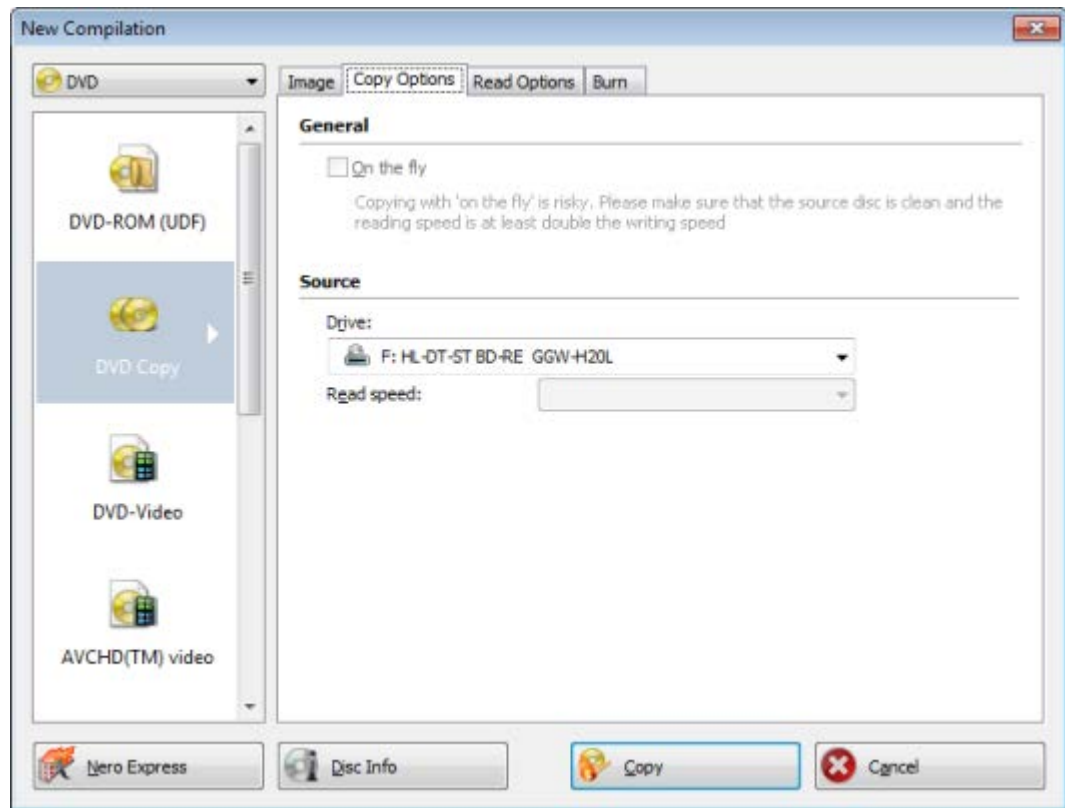 New Compilation
DVD
Image
Copy Options
Read Options
Burn
DVD-ROM (UDF)
DVD Copy
DVD-Video
AVCHD(TM) video
General
On the fly
Copying with 'on the fly' is risky. Please make sure that the source disc is clean and the
reading speed is at least double the writing speed
Source
Drive:
F: HL-DT-ST BD-RE GGW-H20L
Read speed:
Nero Express
Disc Info
Copy
Cancel